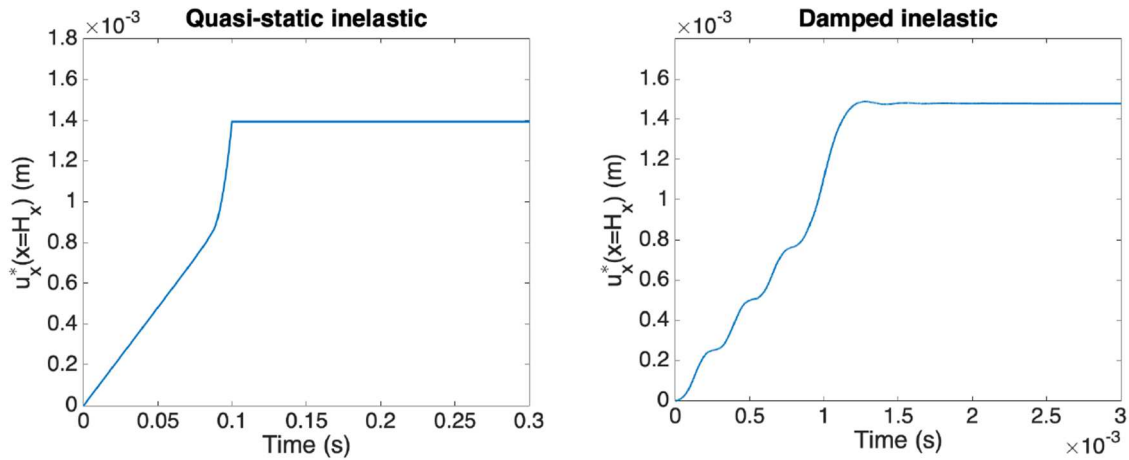 Quasi-static inelastic
×10⁻³
1.8
1.6
1.4
1.2
1
0.8
0.6
0.4
0.2
0
0 0.05 0.1 0.15 0.2 0.25 0.3
Time (s)
u*ₓ(x=Hₓ) (m)
Damped inelastic
×10⁻³
1.6
1.4
1.2
1
0.8
0.6
0.4
0.2
0
0 0.5 1 1.5 2 2.5 3
Time (s)
×10⁻³
u*ₓ(x=Hₓ) (m)